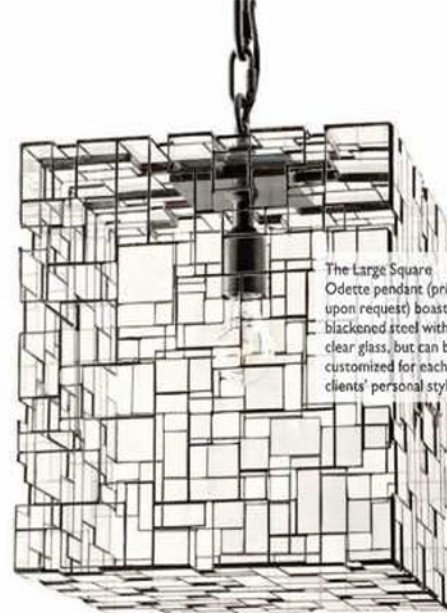 The Large Square
Odette pendant (pri
upon request) boast
blackened steel with
clear glass, but can b
customized for each
clients' personal styl